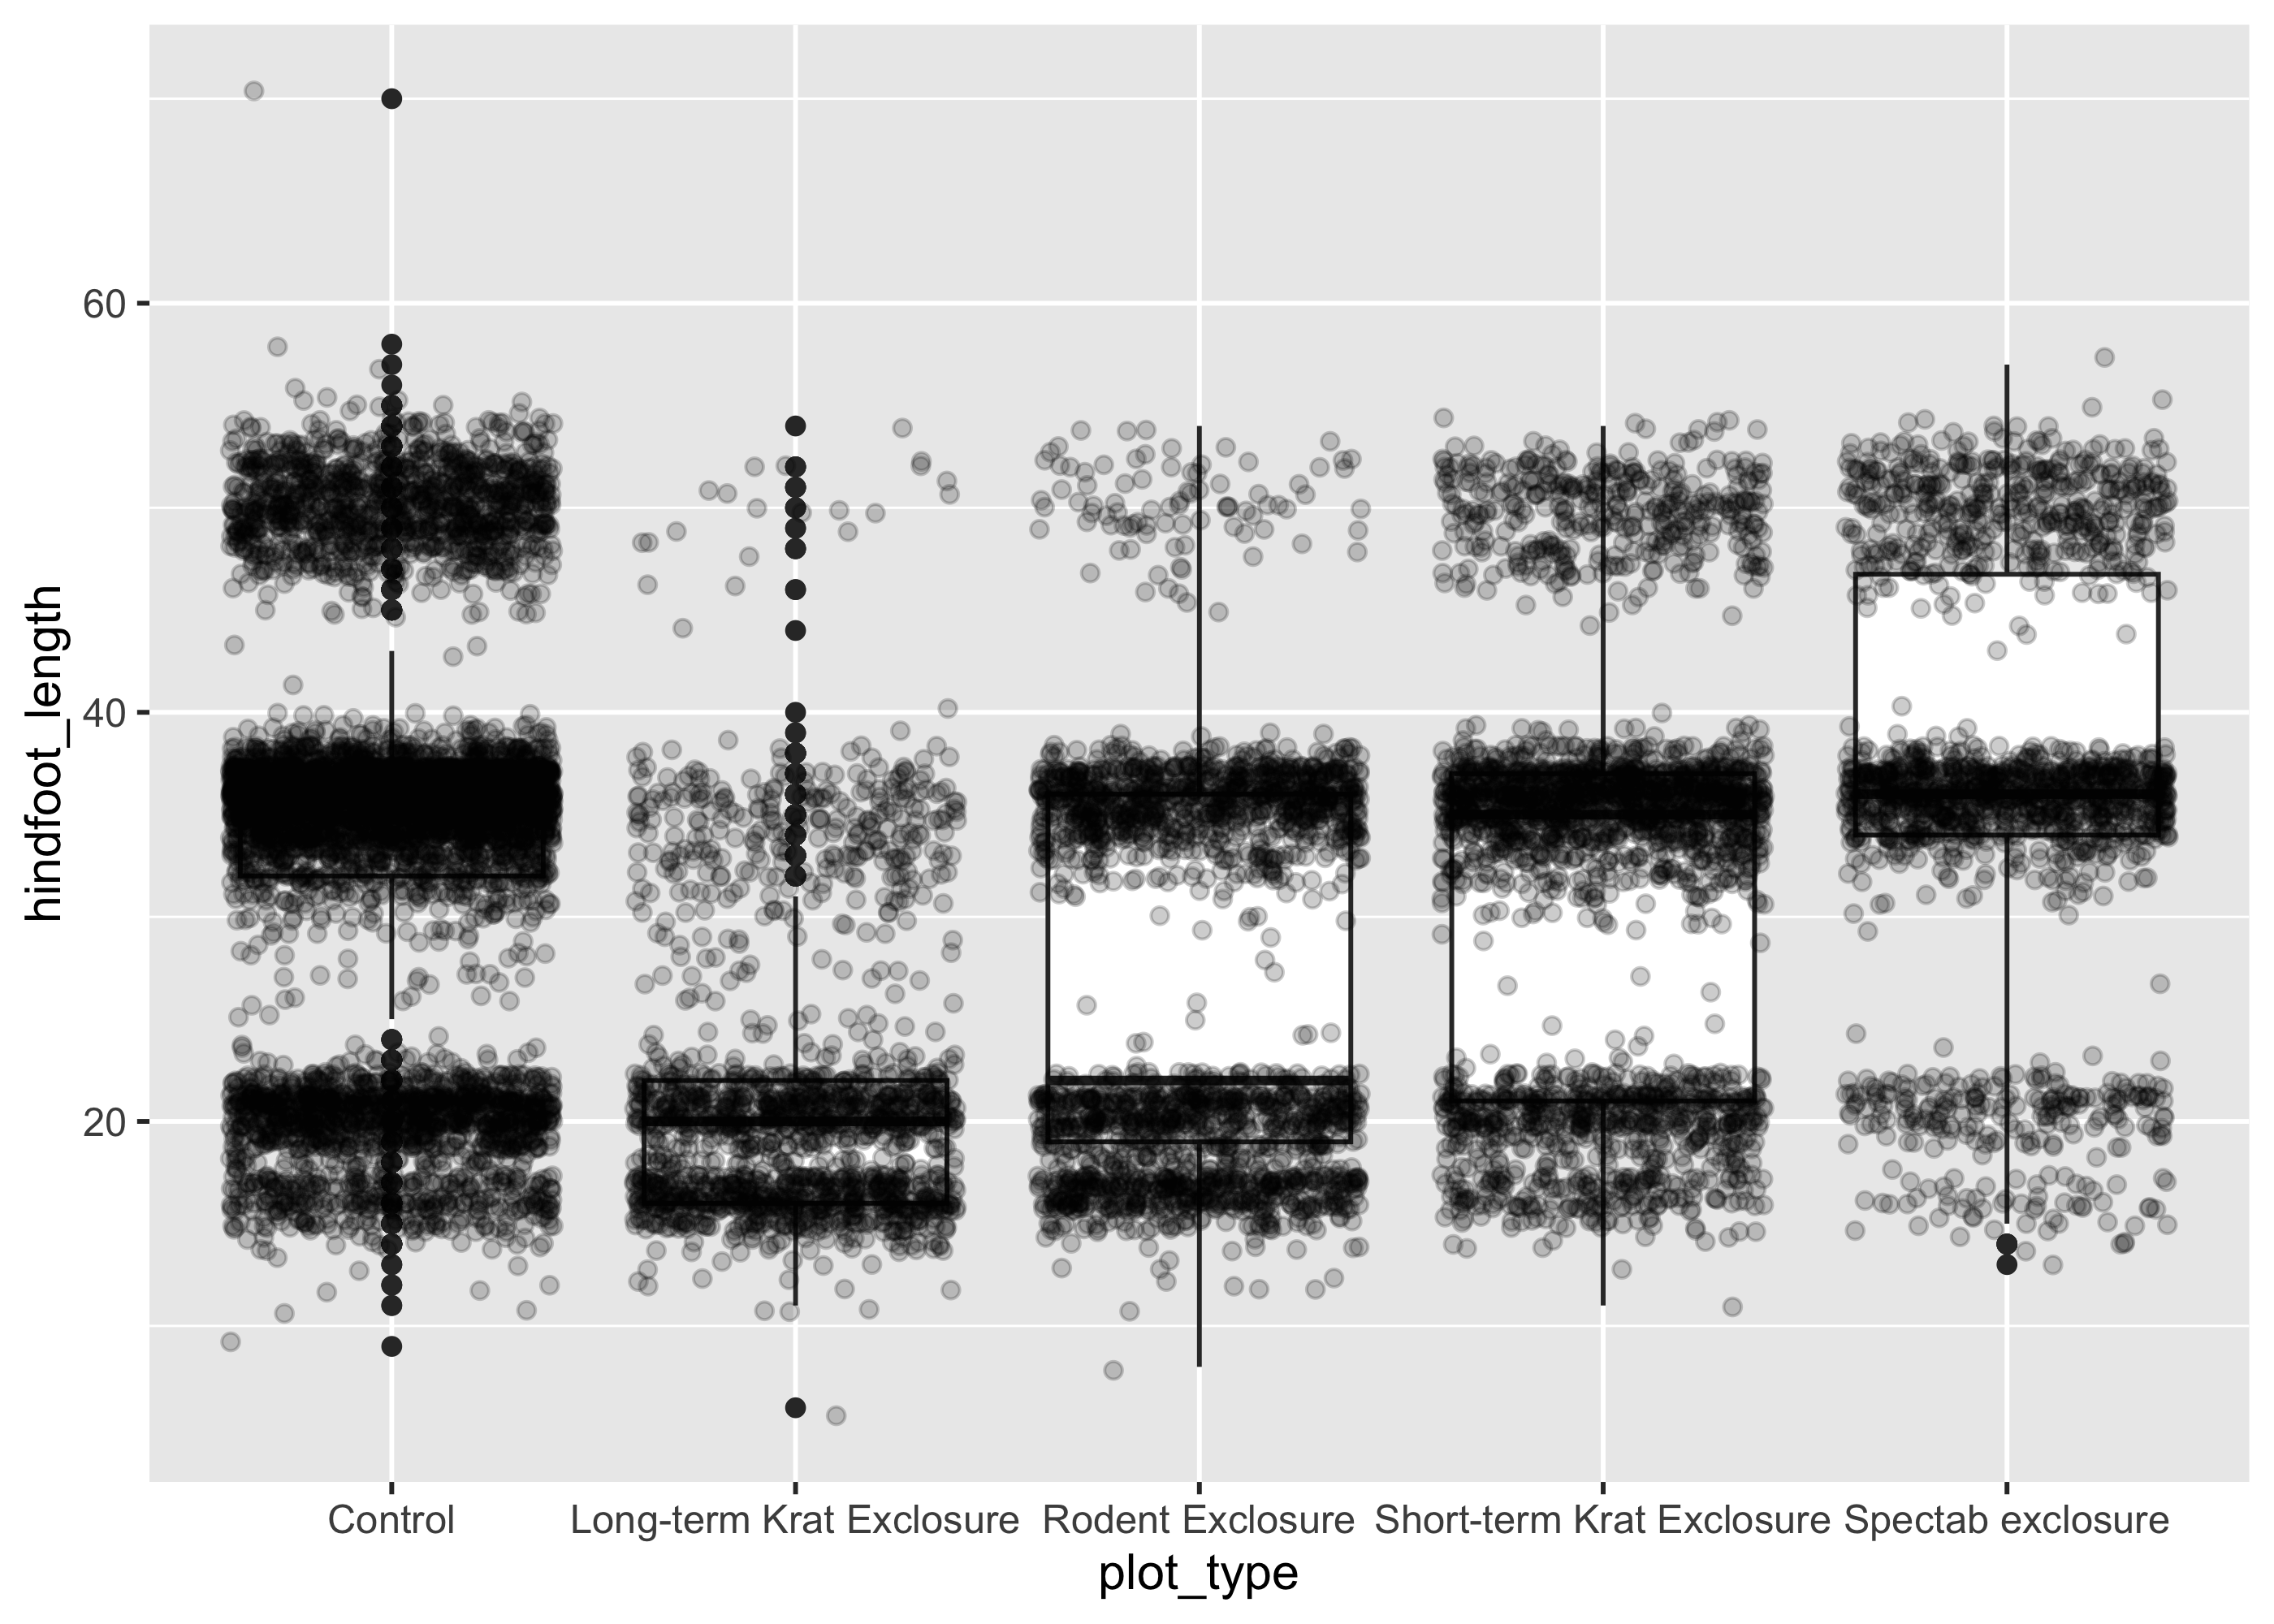 hindfoot_length
60
40
20
Control
Long-term Krat Exclosure
Rodent Exclosure
Short-term Krat Exclosure
Spectab exclosure
plot_type